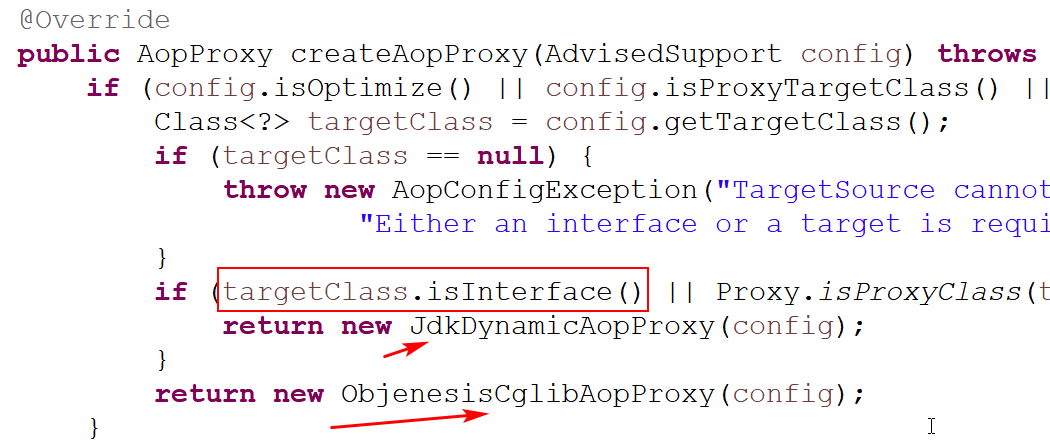 @Override
public AopProxy createAopProxy(AdvisedSupport config) throws
if (config.isOptimize() || config.isProxyTargetClass() ||
Class<?> targetClass = config.getTargetClass();
if (targetClass == null) {
throw new AopConfigException("TargetSource cannot
"Either an interface or a target is requi
}
if (targetClass.isInterface() || Proxy.isProxyClass(t
return new JdkDynamicAopProxy(config);
}
return new ObjenesisCglibAopProxy(config);
}